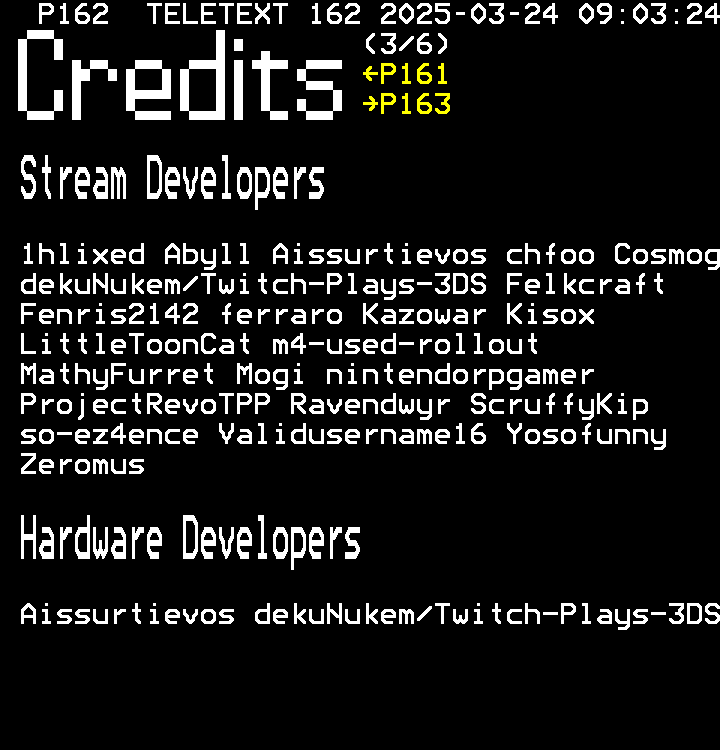 P162 TELETEXT 162 2025-03-24 09:03:24
Credits
(3/6)
←P161
→P163
Stream Developers
1hlixed Abyll Aissurtievos chfoo Cosmog
dekuNukem/Twitch-Plays-3DS Felkcraft
Fenris2142 ferraro Kazowar Kisox
LittleToonCat m4-used-rollout
MathyFurret Mogi nintendorpgamer
ProjectRevoTPP Ravendwyr ScruffyKip
so-ez4ence Validusername16 Yosofunny
Zeromus
Hardware Developers
Aissurtievos dekuNukem/Twitch-Plays-3DS